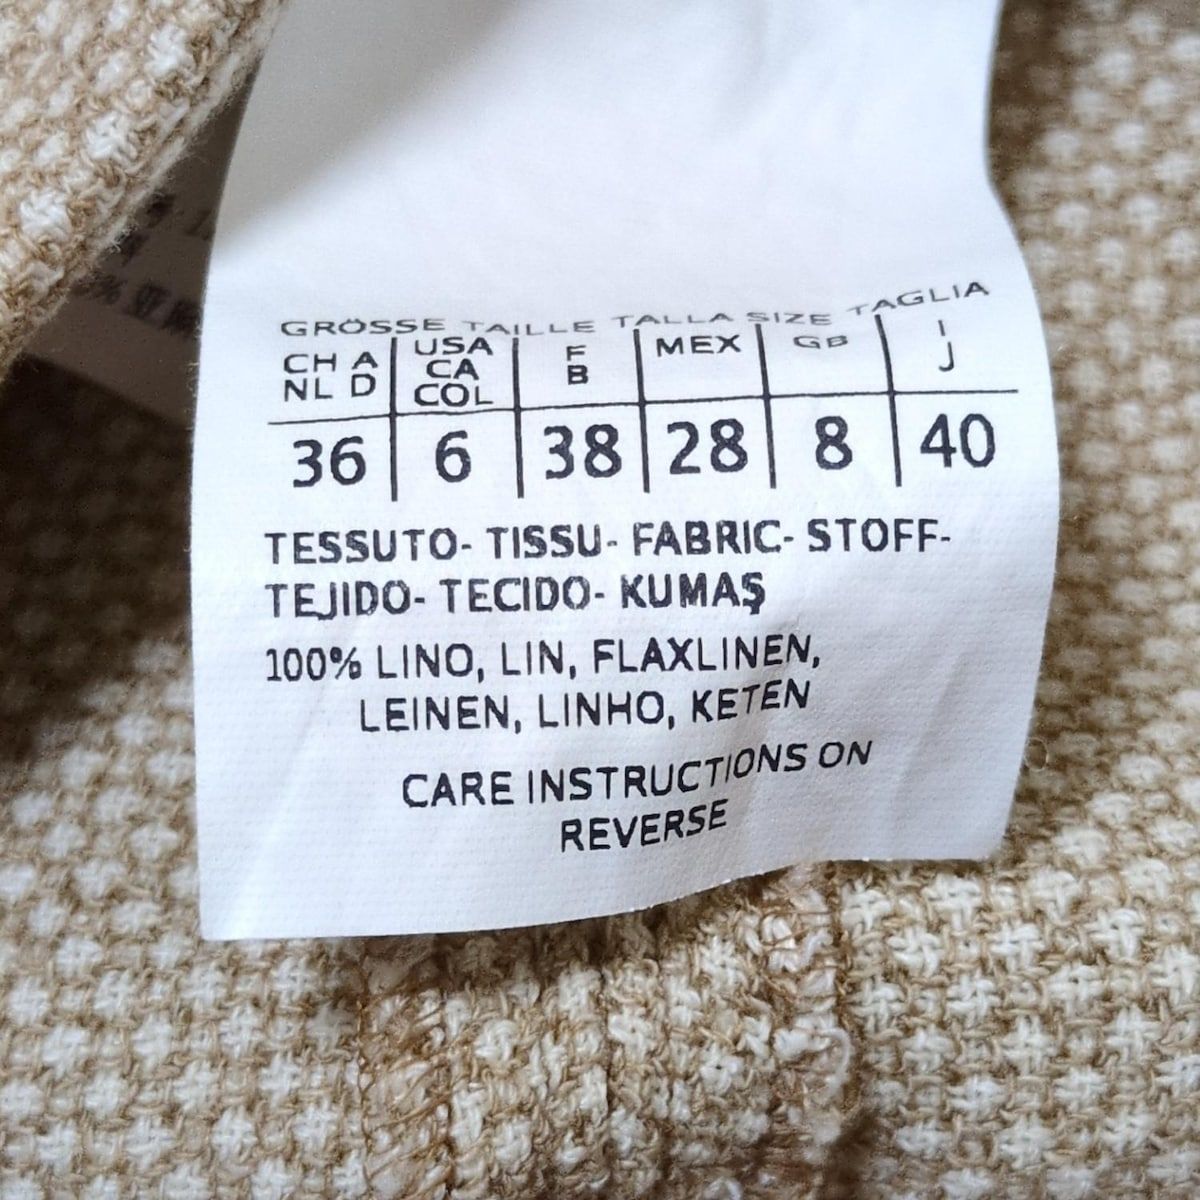 GRÖSSE TAILLE TALLA SIZE TAGLIA
CH A NL D | USA CA COL | F B | MEX | GB | I J
36 | 6 | 38 | 28 | 8 | 40
TESSUTO- TISSU- FABRIC- STOFF-
TEJIDO- TECIDO- KUMAŞ
100% LINO, LIN, FLAXLINEN,
LEINEN, LINHO, KETEN
CARE INSTRUCTIONS ON
REVERSE